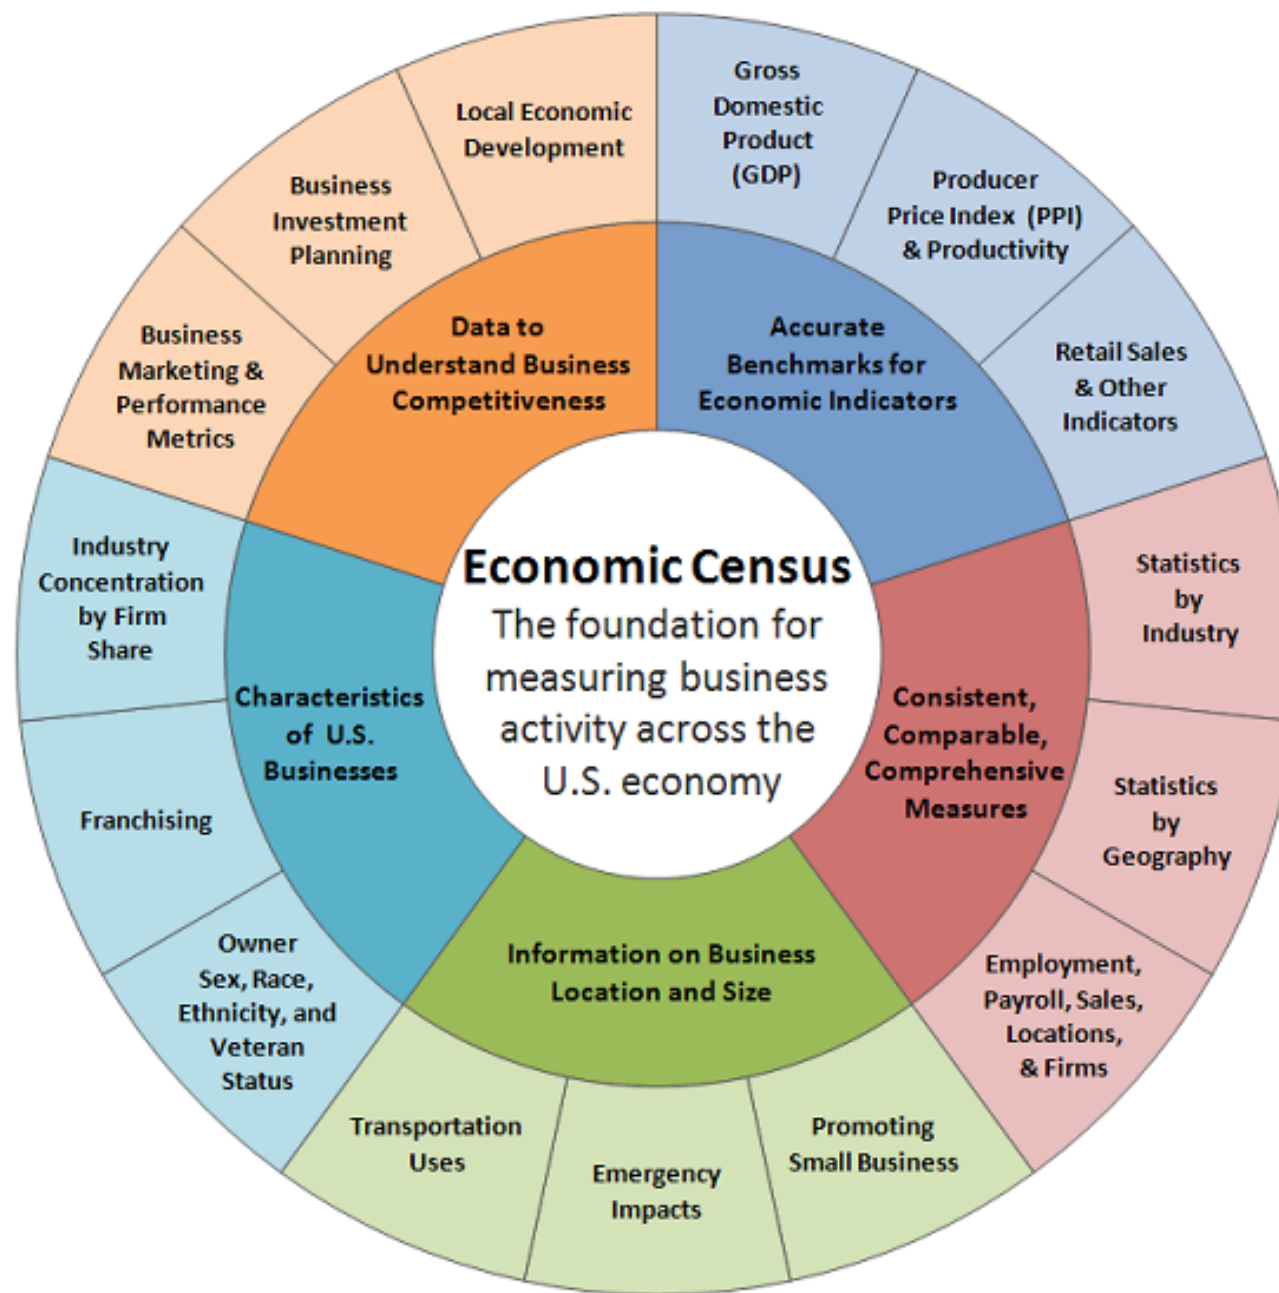 Economic Census
The foundation for
measuring business
activity across the
U.S. economy
Accurate
Benchmarks for
Economic Indicators
Gross
Domestic
Product
(GDP)
Producer
Price Index (PPI)
& Productivity
Retail Sales
& Other
Indicators
Consistent,
Comparable,
Comprehensive
Measures
Statistics
by
Industry
Statistics
by
Geography
Employment,
Payroll, Sales,
Locations,
& Firms
Information on Business
Location and Size
Promoting
Small Business
Emergency
Impacts
Transportation
Uses
Characteristics
of U.S.
Businesses
Owner
Sex, Race,
Ethnicity, and
Veteran
Status
Franchising
Industry
Concentration
by Firm
Share
Data to
Understand Business
Competitiveness
Business
Marketing &
Performance
Metrics
Business
Investment
Planning
Local Economic
Development